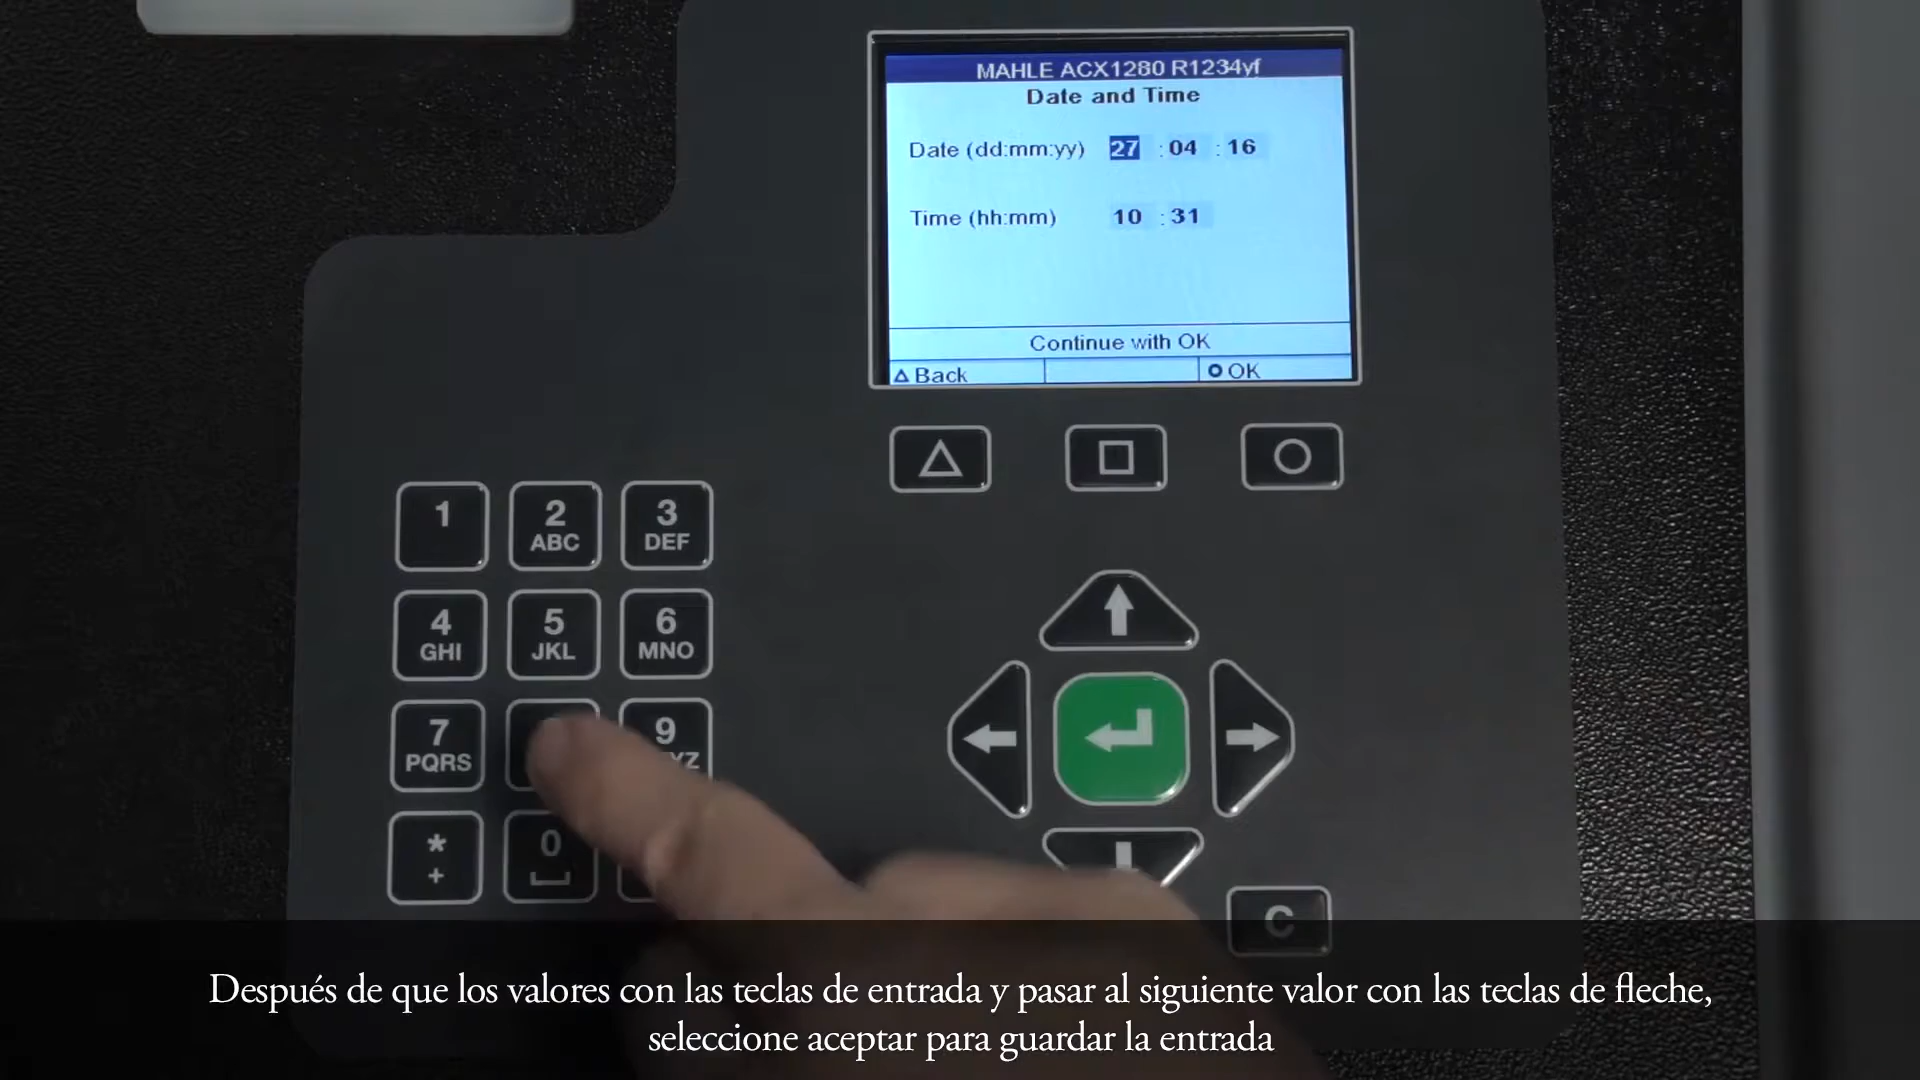 MAHLE ACX1280 R1234yf
Date and Time
Date (dd:mm:yy) 27 : 04 : 16
Time (hh:mm) 10 : 31
Continue with OK
△ Back
○ OK
1
2
ABC
3
DEF
4
GHI
5
JKL
6
MNO
7
PQRS
9
YZ
*
+
0
C
Después de que los valores con las teclas de entrada y pasar al siguiente valor con las teclas de fleche,
seleccione aceptar para guardar la entrada